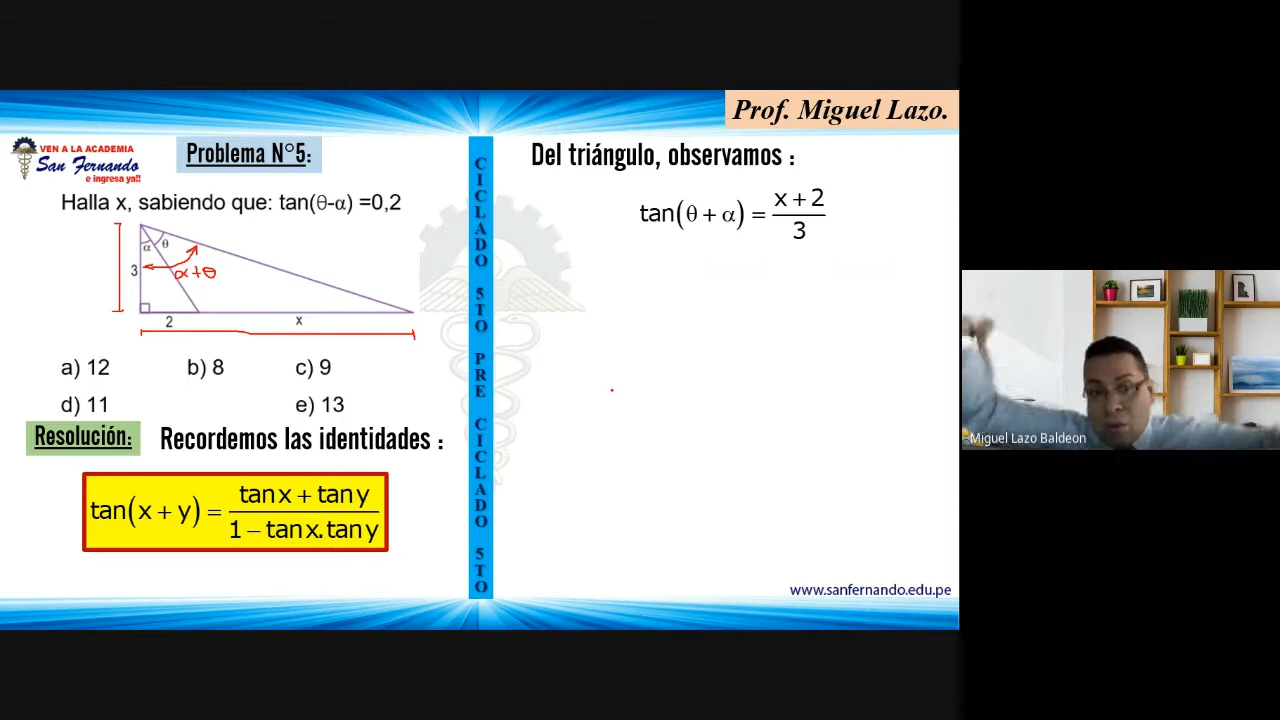 Prof. Miguel Lazo.
VEN A LA ACADEMIA
San Fernando
e ingresa ya!!
Problema N°5:
Halla x, sabiendo que: tan(θ-α) =0,2
α θ
3
α+θ
2 x
a) 12 b) 8 c) 9
d) 11 e) 13
Resolución: Recordemos las identidades :
tan(x + y) = \frac{tanx + tany}{1 − tanx.tany}
CICLADO 5TO PRE CICLADO 5TO
Del triángulo, observamos :
tan(θ + α) = \frac{x + 2}{3}
www.sanfernando.edu.pe
Miguel Lazo Baldeon